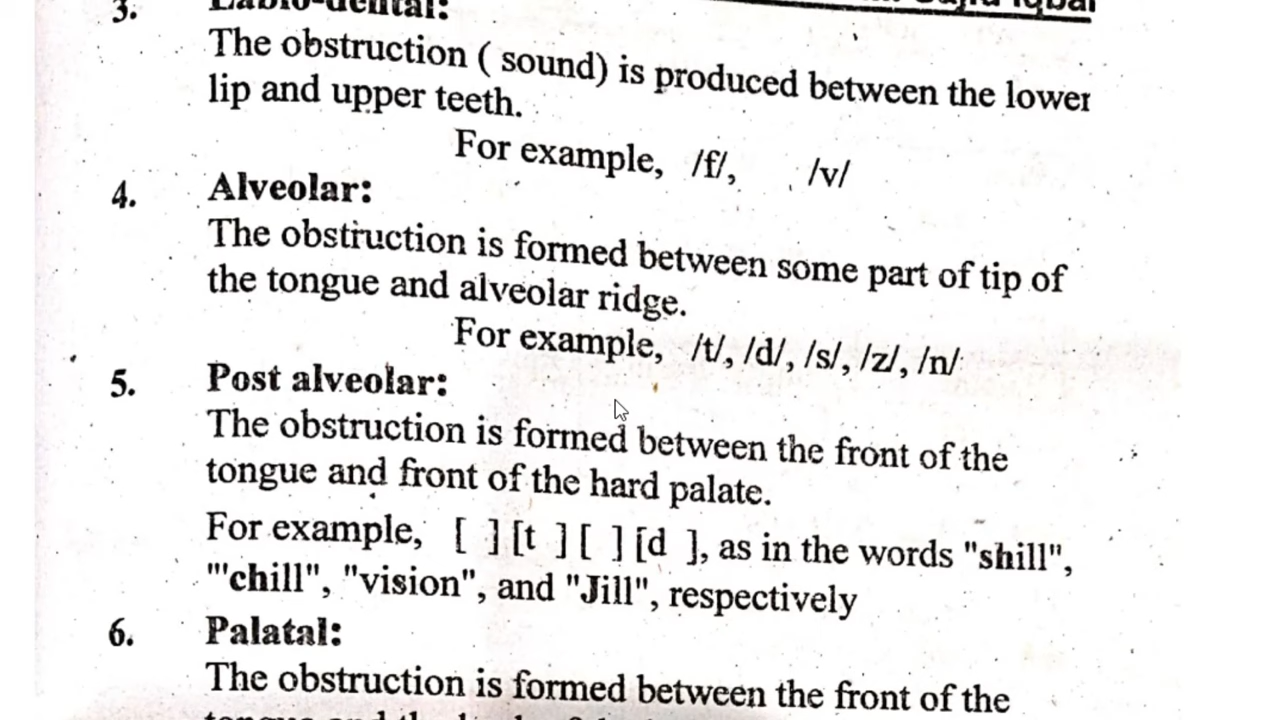 3. Labio-dental:
The obstruction ( sound) is produced between the lower
lip and upper teeth.
For example, /f/, /v/
4. Alveolar:
The obstruction is formed between some part of tip of
the tongue and alveolar ridge.
For example, /t/, /d/, /s/, /z/, /n/
5. Post alveolar:
The obstruction is formed between the front of the
tongue and front of the hard palate.
For example, [ ] [t ] [ ] [d ], as in the words "shill",
"'chill", "vision", and "Jill", respectively
6. Palatal:
The obstruction is formed between the front of the